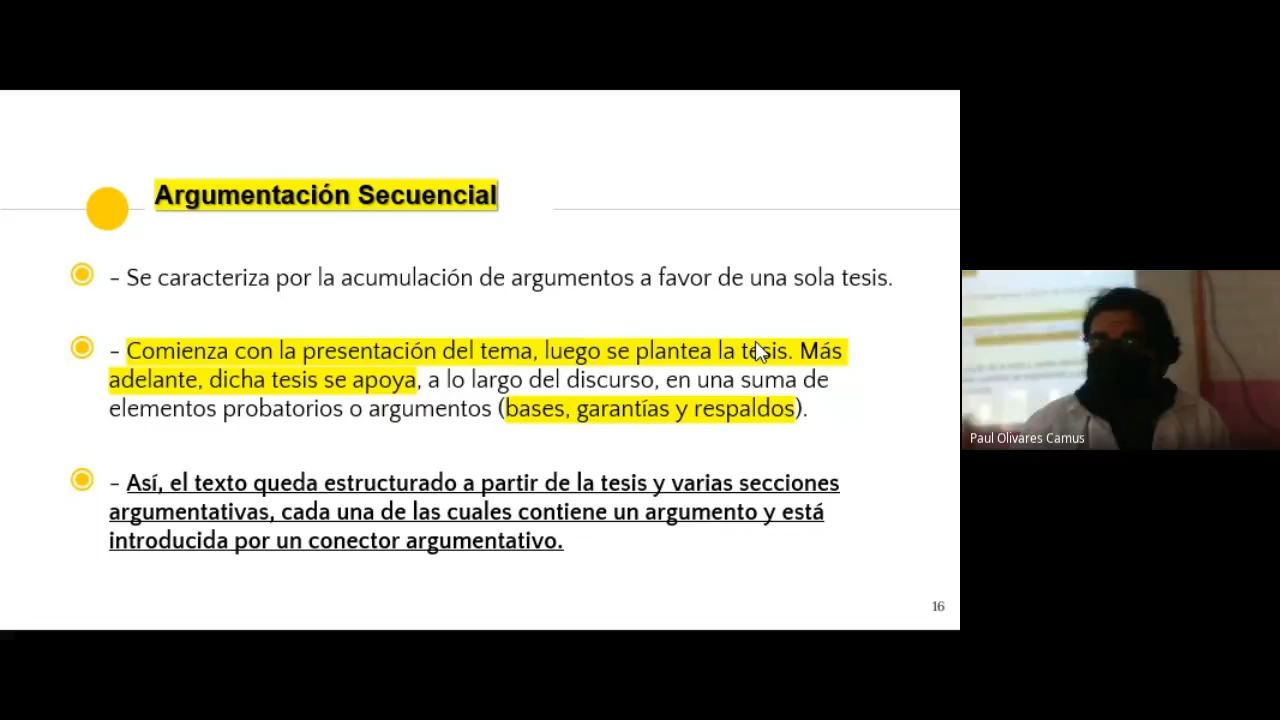 Argumentación Secuencial
– Se caracteriza por la acumulación de argumentos a favor de una sola tesis.
– Comienza con la presentación del tema, luego se plantea la tesis. Más
adelante, dicha tesis se apoya, a lo largo del discurso, en una suma de
elementos probatorios o argumentos (bases, garantías y respaldos).
– Así, el texto queda estructurado a partir de la tesis y varias secciones
argumentativas, cada una de las cuales contiene un argumento y está
introducida por un conector argumentativo.
16
Paul Olivares Camus